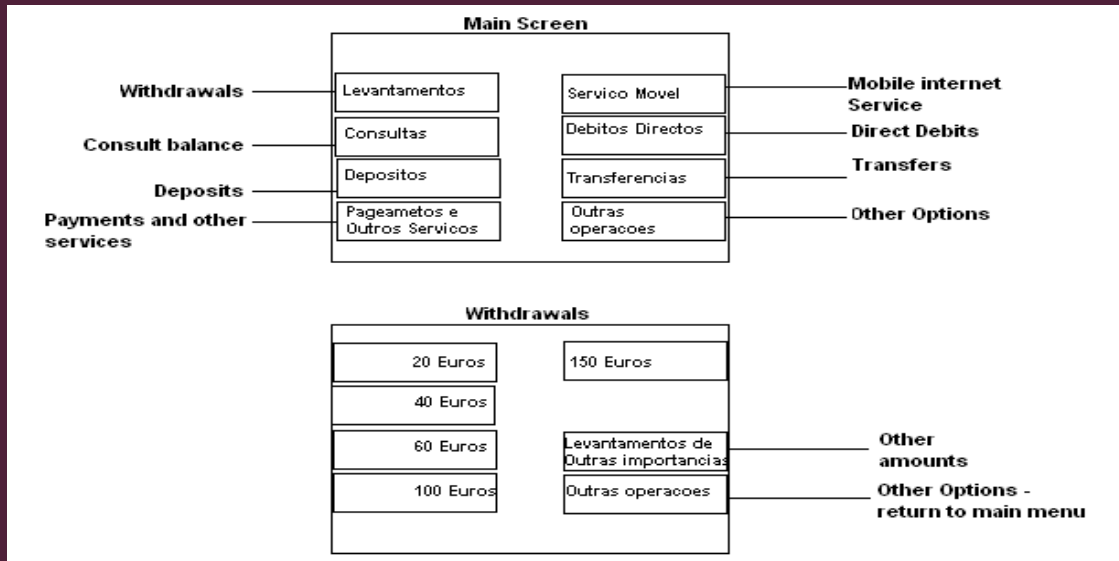 Main Screen
Withdrawals
Levantamentos
Servico Movel
Mobile internet
Service
Consult balance
Consultas
Debitos Directos
Direct Debits
Deposits
Depositos
Transferencias
Transfers
Payments and other
services
Pageametos e
Outros Servicos
Outras
operacoes
Other Options
Withdrawals
20 Euros
150 Euros
40 Euros
60 Euros
Levantamentos de
Outras importancias
Other
amounts
100 Euros
Outras operacoes
Other Options -
return to main menu